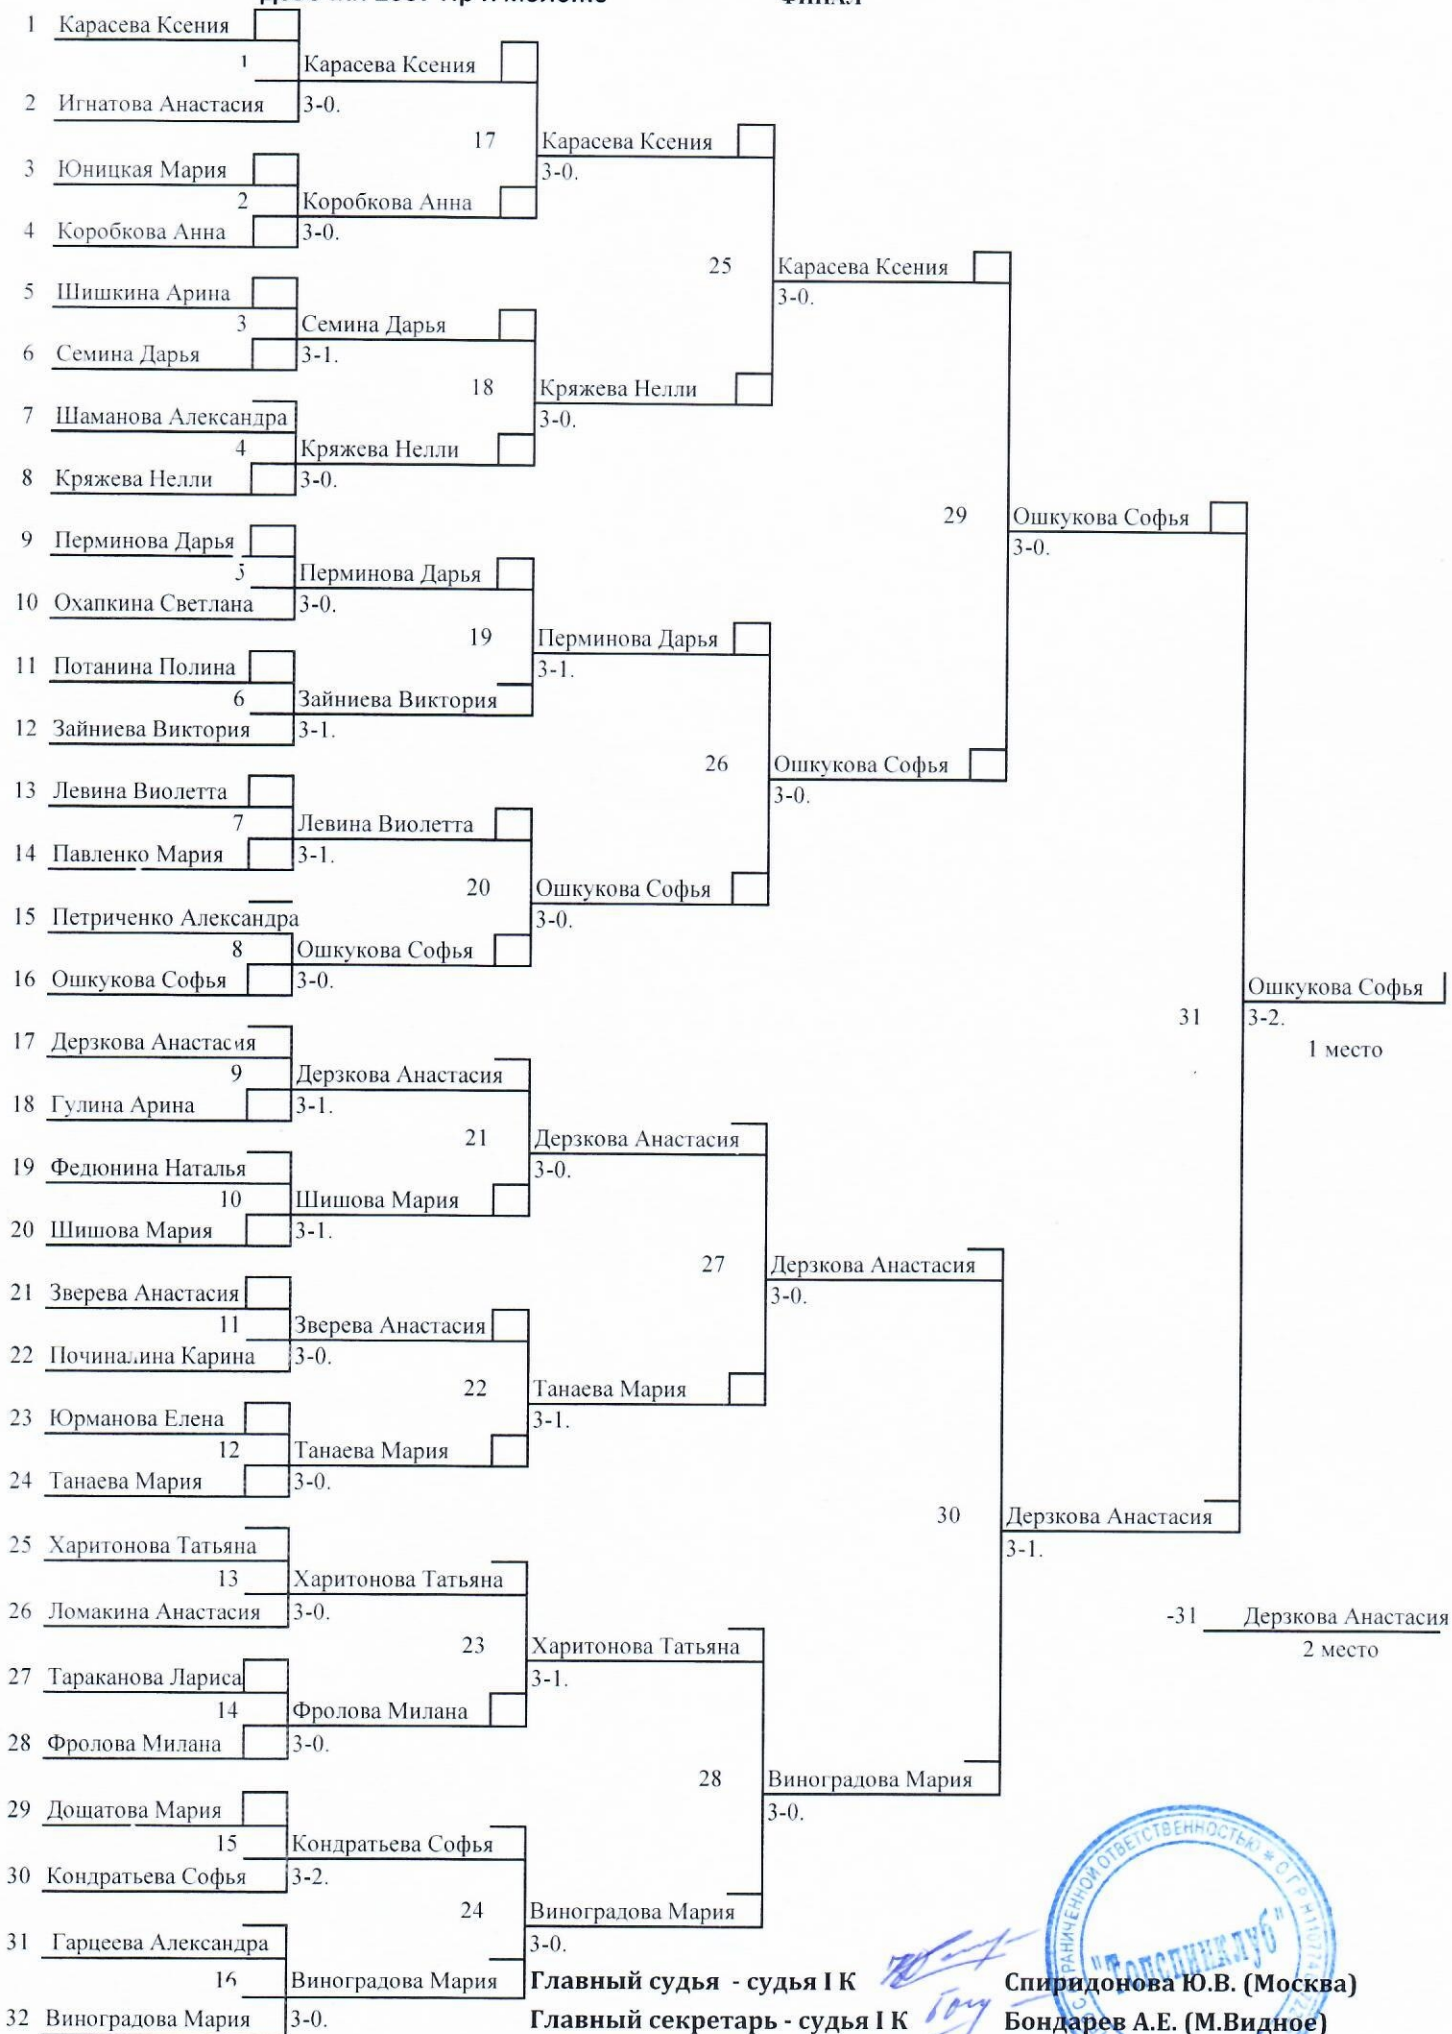 1 Карасева Ксения
1 Карасева Ксения
2 Игнатова Анастасия 3-0.
17 Карасева Ксения
3 Юницкая Мария 3-0.
2 Коробкова Анна
4 Коробкова Анна 3-0.
25 Карасева Ксения
5 Шишкина Арина 3-0.
3 Семина Дарья
6 Семина Дарья 3-1.
18 Кряжева Нелли
7 Шаманова Александра 3-0.
4 Кряжева Нелли
8 Кряжева Нелли 3-0.
29 Ошкукова Софья
9 Перминова Дарья 3-0.
5 Перминова Дарья
10 Охапкина Светлана 3-0.
19 Перминова Дарья
11 Потанина Полина 3-1.
6 Зайниева Виктория
12 Зайниева Виктория 3-1.
26 Ошкукова Софья
13 Левина Виолетта 3-0.
7 Левина Виолетта
14 Павленко Мария 3-1.
20 Ошкукова Софья
15 Петриченко Александра 3-0.
8 Ошкукова Софья
16 Ошкукова Софья 3-0.
Ошкукова Софья
31 3-2.
1 место
17 Дерзкова Анастасия
9 Дерзкова Анастасия
18 Гулина Арина 3-1.
21 Дерзкова Анастасия
19 Федюнина Наталья 3-0.
10 Шишова Мария
20 Шишова Мария 3-1.
27 Дерзкова Анастасия
21 Зверева Анастасия 3-0.
11 Зверева Анастасия
22 Починалина Карина 3-0.
22 Танаева Мария
23 Юрманова Елена 3-1.
12 Танаева Мария
24 Танаева Мария 3-0.
30 Дерзкова Анастасия
25 Харитонова Татьяна 3-1.
13 Харитонова Татьяна
26 Ломакина Анастасия 3-0.
-31 Дерзкова Анастасия
2 место
23 Харитонова Татьяна
27 Тараканова Лариса 3-1.
14 Фролова Милана
28 Фролова Милана 3-0.
28 Виноградова Мария
29 Дошатова Мария 3-0.
15 Кондратьева Софья
30 Кондратьева Софья 3-2.
24 Виноградова Мария
31 Гарцеева Александра 3-0.
16 Виноградова Мария
32 Виноградова Мария 3-0.
Главный судья - судья I К Спиридонова Ю.В. (Москва)
Главный секретарь - судья I К Бондарев А.Е. (М.Видное)
"Топспинклуб"